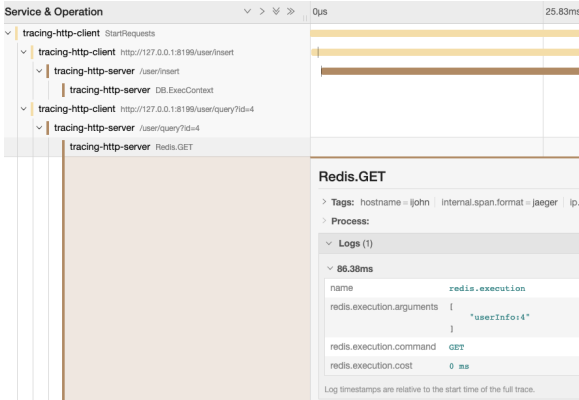 Service & Operation
0μs
25.83ms
tracing-http-client StartRequests
tracing-http-client http://127.0.0.1:8199/user/insert
tracing-http-server /user/insert
tracing-http-server DB.ExecContext
tracing-http-client http://127.0.0.1:8199/user/query?id=4
tracing-http-server /user/query?id=4
tracing-http-server Redis.GET
Redis.GET
Tags: hostname = ijohn internal.span.format = jaeger ip.
Process:
Logs (1)
86.38ms
name redis.execution
redis.execution.arguments [
"userInfo:4"
]
redis.execution.command GET
redis.execution.cost 0 ms
Log timestamps are relative to the start time of the full trace.